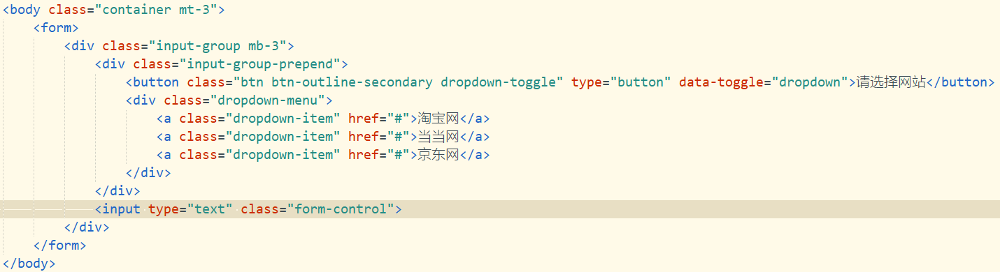 <body class="container mt-3">
    <form>
        <div class="input-group mb-3">
            <div class="input-group-prepend">
                <button class="btn btn-outline-secondary dropdown-toggle" type="button" data-toggle="dropdown">请选择网站</button>
                <div class="dropdown-menu">
                    <a class="dropdown-item" href="#">淘宝网</a>
                    <a class="dropdown-item" href="#">当当网</a>
                    <a class="dropdown-item" href="#">京东网</a>
                </div>
            </div>
            <input type="text" class="form-control">
        </div>
    </form>
</body>